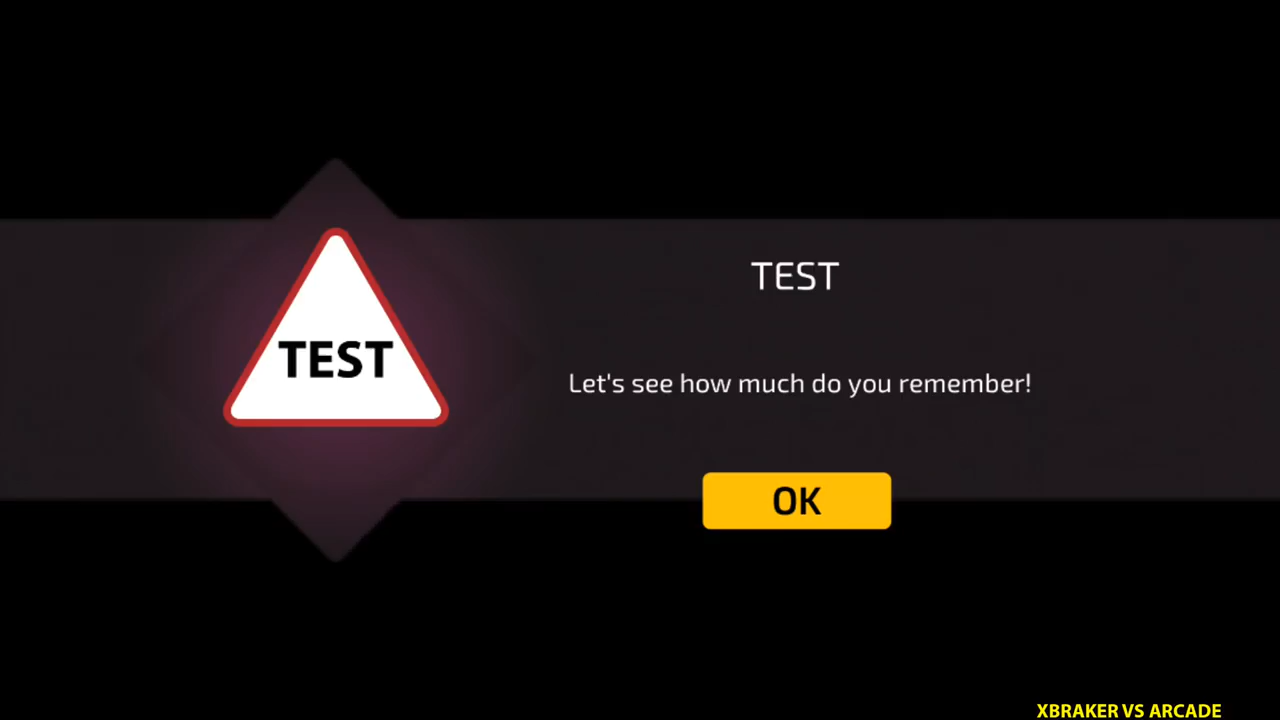 TEST
TEST
Let's see how much do you remember!
OK
XBRAKER VS ARCADE